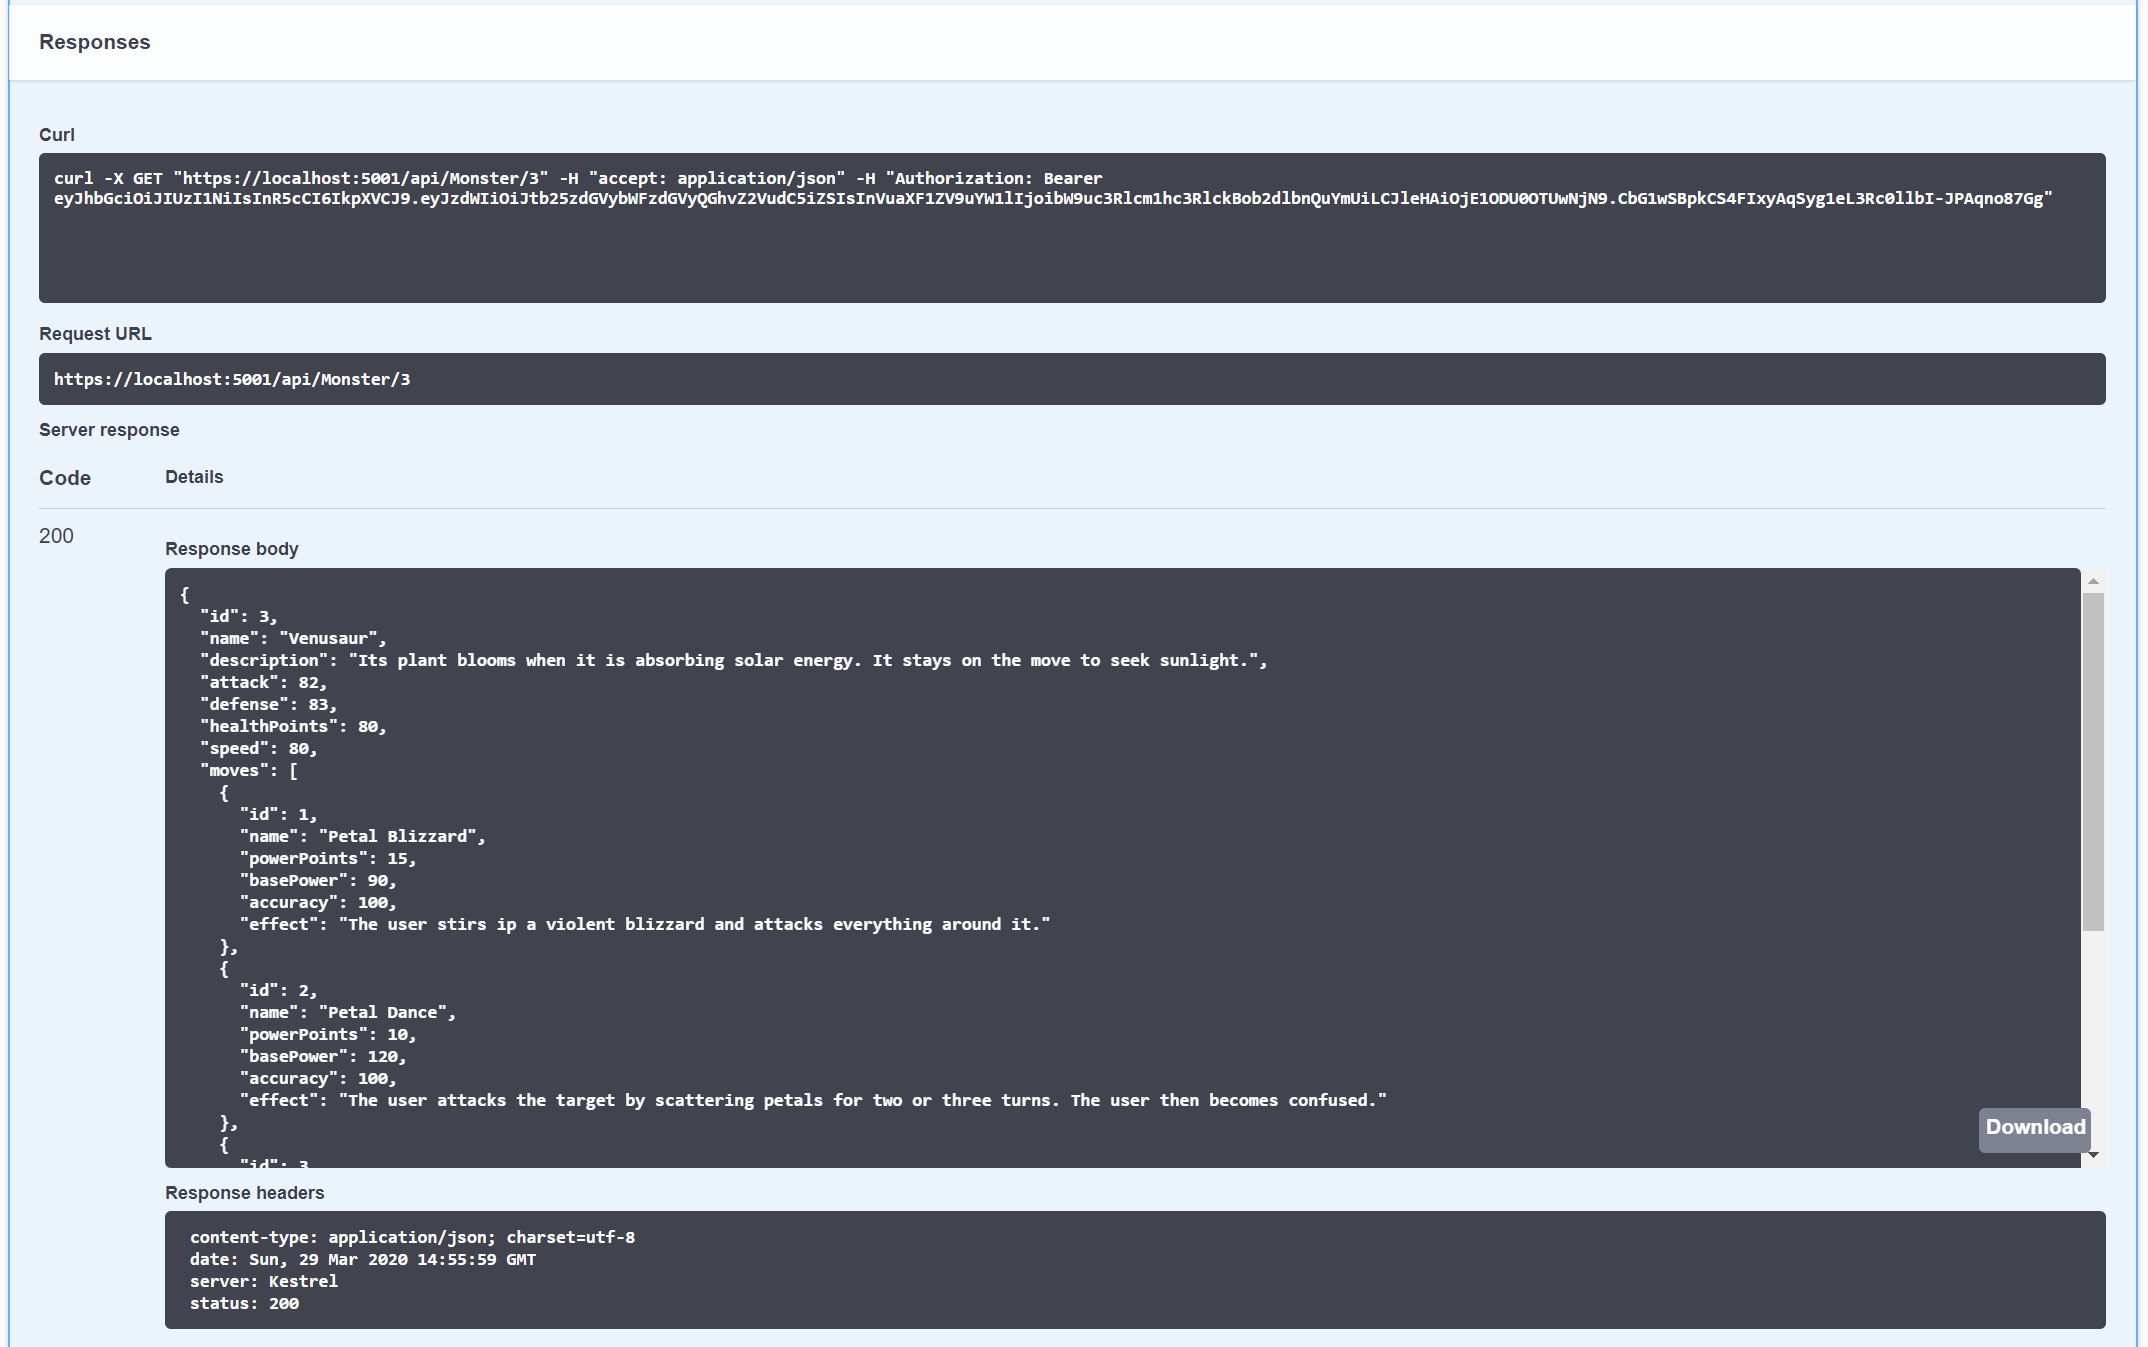 Responses
Curl
curl -X GET "https://localhost:5001/api/Monster/3" -H "accept: application/json" -H "Authorization: Bearer
eyJhbGciOiJIUzI1NiIsInR5cCI6IkpXVCJ9.eyJzdWIiOiJtb25zdGVybWFzdGVyQGhvZ2VudC5iZSIsInVuaXF1ZV9uYW1lIjoibW9uc3Rlcm1hc3RlckBob2dlbnQuYmUiLCJleHAiOjE1ODU0OTUwNjN9.CbG1wSBpkCS4FIxyAqSyg1eL3Rc0llbI-JPAqno87Gg"
Request URL
https://localhost:5001/api/Monster/3
Server response
Code Details
200
Response body
{
"id": 3,
"name": "Venusaur",
"description": "Its plant blooms when it is absorbing solar energy. It stays on the move to seek sunlight.",
"attack": 82,
"defense": 83,
"healthPoints": 80,
"speed": 80,
"moves": [
{
"id": 1,
"name": "Petal Blizzard",
"powerPoints": 15,
"basePower": 90,
"accuracy": 100,
"effect": "The user stirs ip a violent blizzard and attacks everything around it."
},
{
"id": 2,
"name": "Petal Dance",
"powerPoints": 10,
"basePower": 120,
"accuracy": 100,
"effect": "The user attacks the target by scattering petals for two or three turns. The user then becomes confused."
},
{
"id": 3
Download
Response headers
content-type: application/json; charset=utf-8
date: Sun, 29 Mar 2020 14:55:59 GMT
server: Kestrel
status: 200